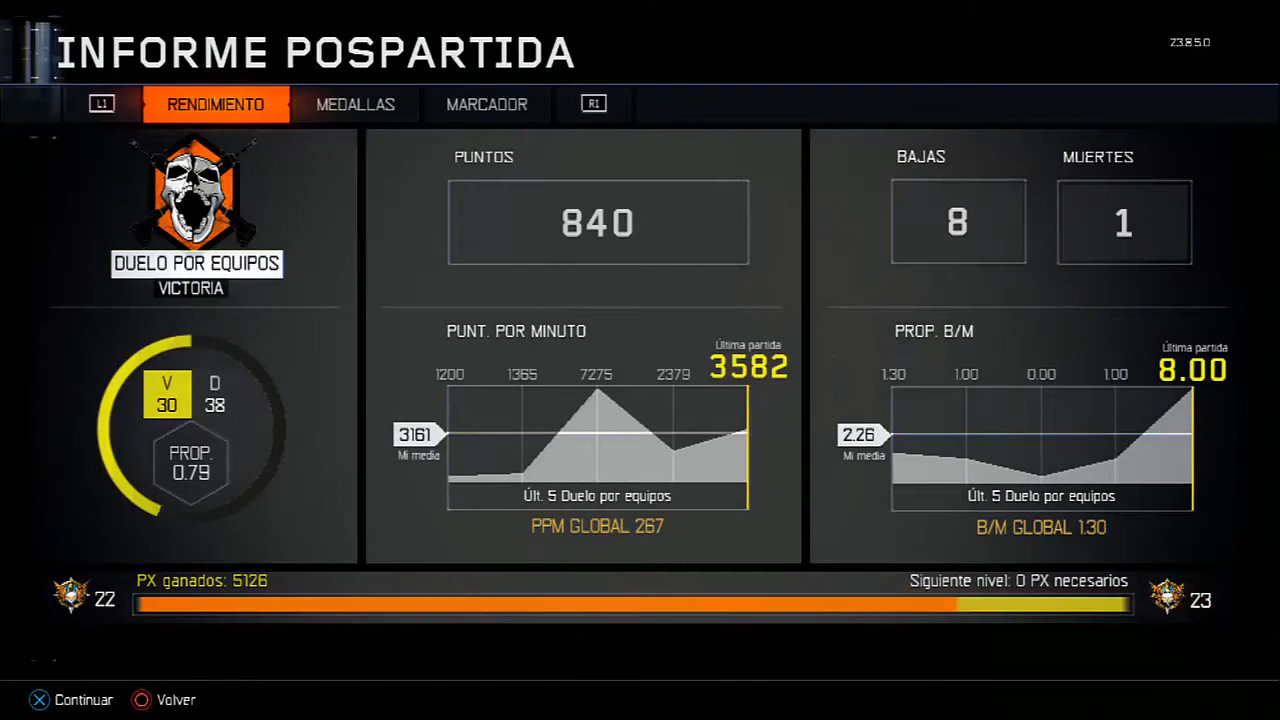 INFORME POSPARTIDA
23.8.5.0
L1 RENDIMIENTO MEDALLAS MARCADOR R1
DUELO POR EQUIPOS
VICTORIA
V D
30 38
PROP.
0.79
PUNTOS
840
PUNT. POR MINUTO
Última partida
3582
1200 1365 7275 2379
3161
Mi media
Últ. 5 Duelo por equipos
PPM GLOBAL 267
BAJAS MUERTES
8 1
PROP. B/M
Última partida
8.00
1.30 1.00 0.00 1.00
2.26
Mi media
Últ. 5 Duelo por equipos
B/M GLOBAL 1.30
PX ganados: 5126 Siguiente nivel: 0 PX necesarios
22 23
Continuar Volver